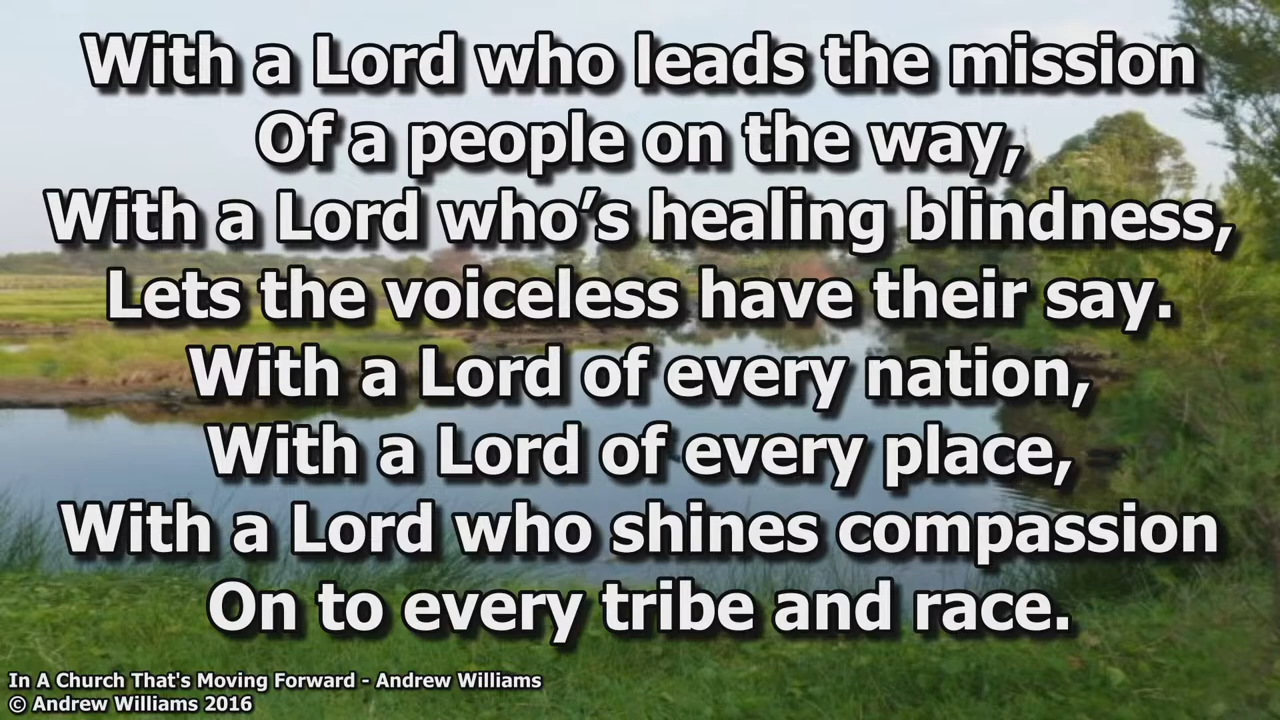 With a Lord who leads the mission
Of a people on the way,
With a Lord who’s healing blindness,
Lets the voiceless have their say.
With a Lord of every nation,
With a Lord of every place,
With a Lord who shines compassion
On to every tribe and race.
In A Church That's Moving Forward - Andrew Williams
© Andrew Williams 2016